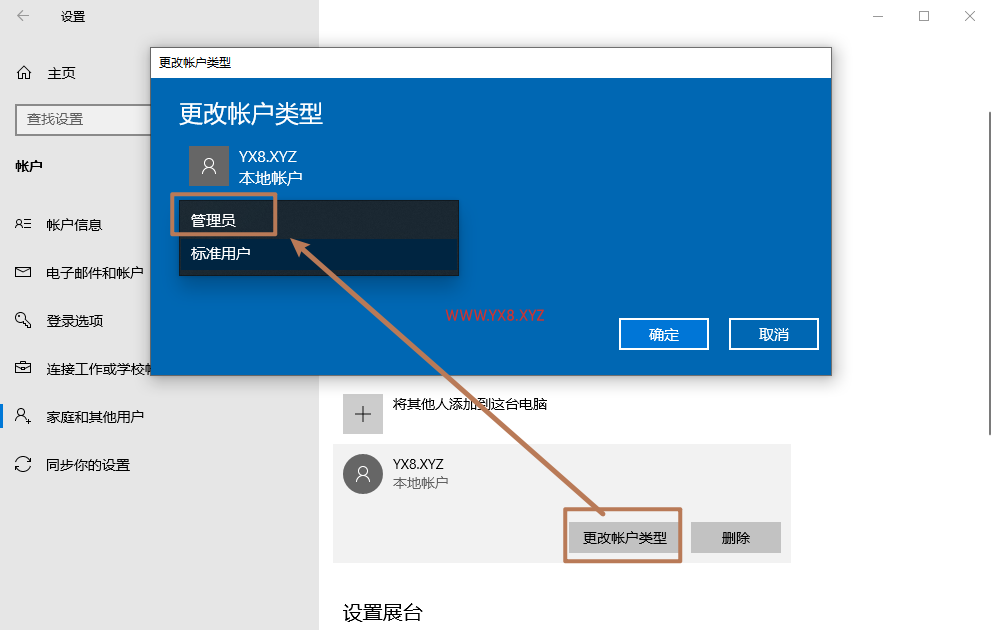 设置
主页
查找设置
帐户
帐户信息
电子邮件和帐户
登录选项
连接工作或学校
家庭和其他用户
同步你的设置
更改帐户类型
更改帐户类型
YX8.XYZ
本地帐户
管理员
标准用户
WWW.YX8.XYZ
确定
取消
将其他人添加到这台电脑
YX8.XYZ
本地帐户
更改帐户类型
删除
设置展台